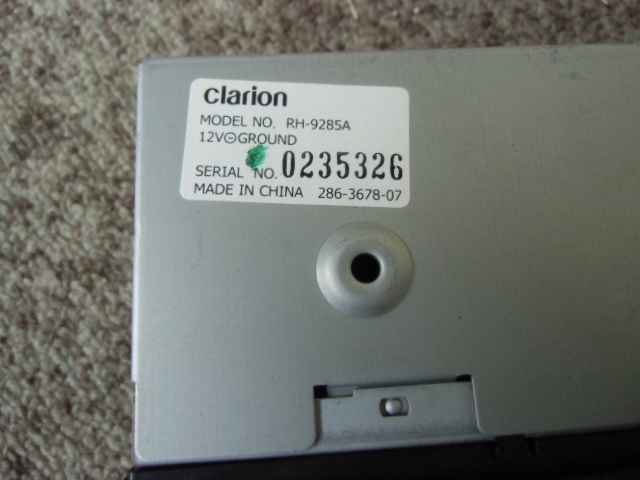 clarion
MODEL NO. RH-9285A
12V⊖GROUND
SERIAL NO. 0235326
MADE IN CHINA 286-3678-07